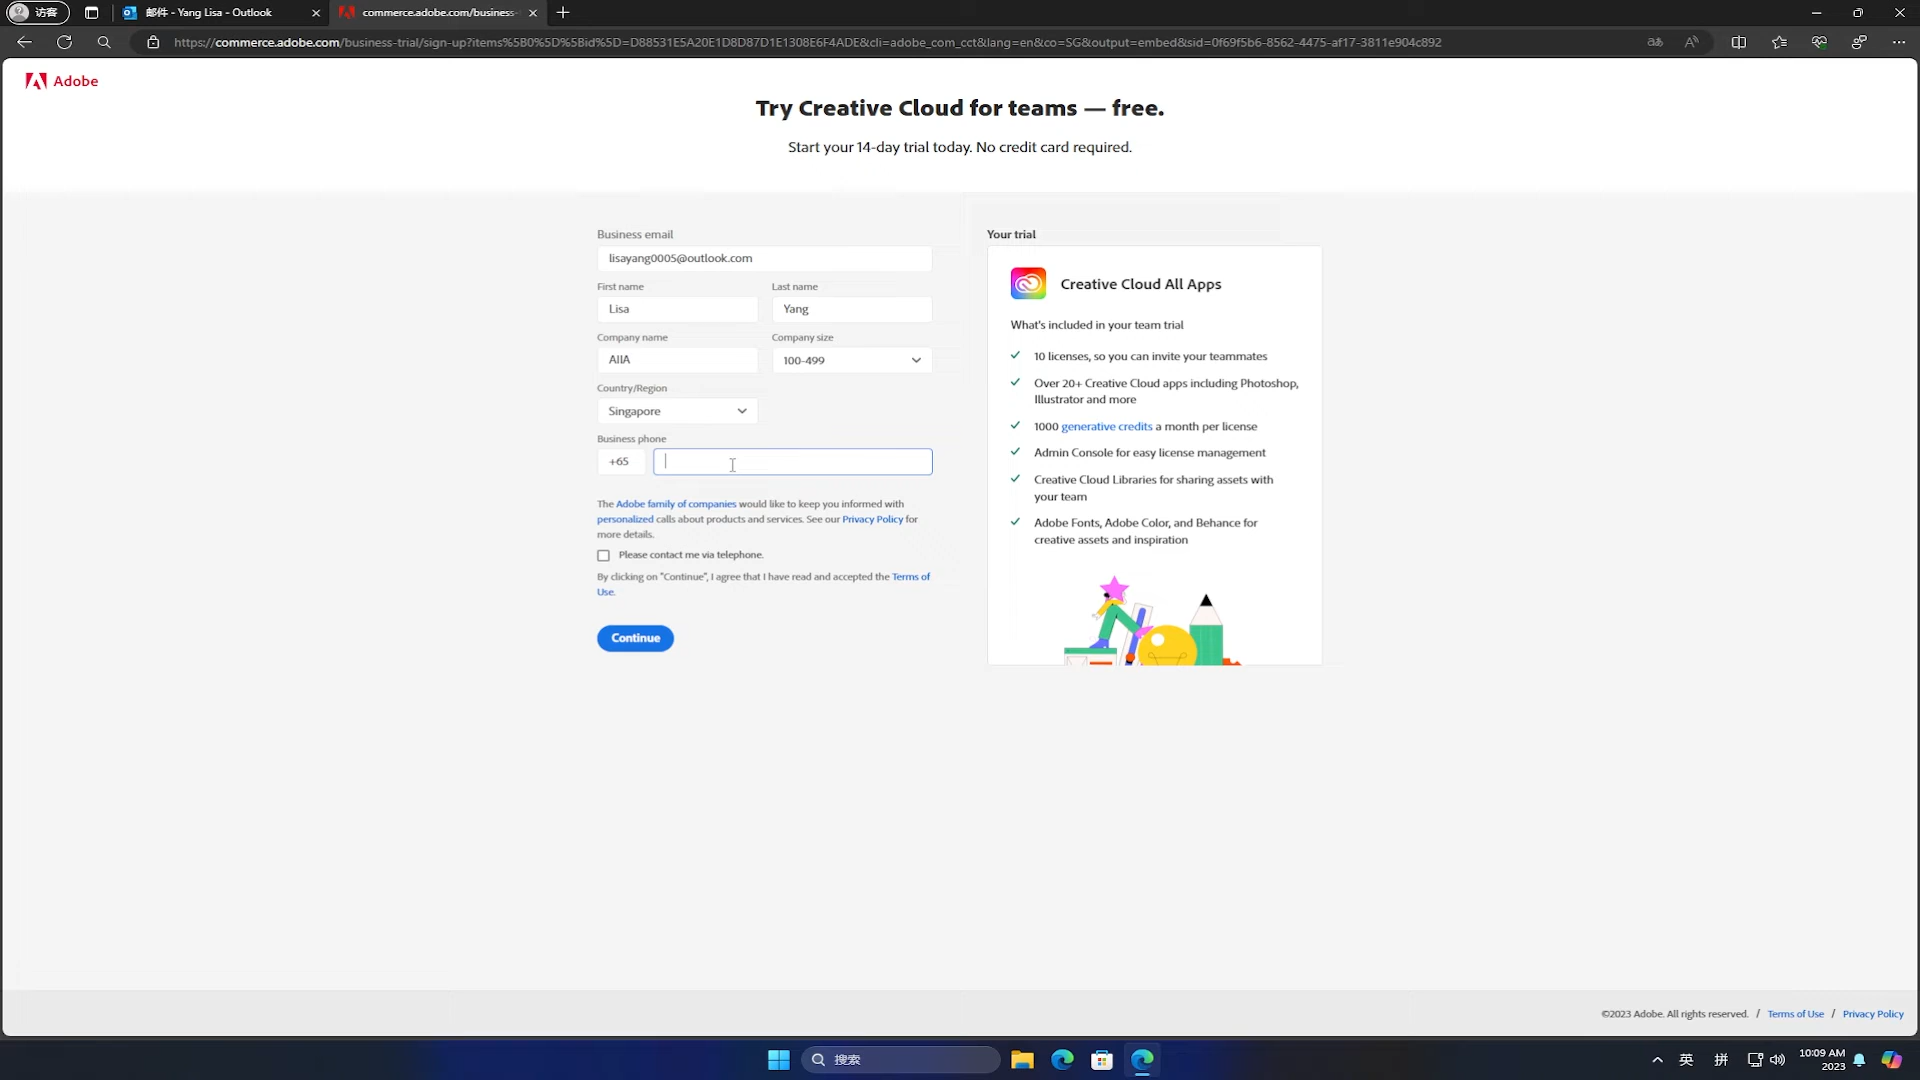 访客
邮件 - Yang Lisa - Outlook
commerce.adobe.com/business-
https://commerce.adobe.com/business-trial/sign-up?items%5B0%5D%5Bid%5D=D88531E5A20E1D8D87D1E1308E6F4ADE&cli=adobe_com_cct&lang=en&co=SG&output=embed&sid=0f69f5b6-8562-4475-af17-3811e904c892
Adobe
Try Creative Cloud for teams — free.
Start your 14-day trial today. No credit card required.
Business email
lisayang0005@outlook.com
First name
Last name
Lisa
Yang
Company name
Company size
AIIA
100-499
Country/Region
Singapore
Business phone
+65
The Adobe family of companies would like to keep you informed with
personalized calls about products and services. See our Privacy Policy for
more details.
Please contact me via telephone.
By clicking on "Continue", I agree that I have read and accepted the Terms of
Use.
Continue
Your trial
Creative Cloud All Apps
What's included in your team trial
10 licenses, so you can invite your teammates
Over 20+ Creative Cloud apps including Photoshop,
Illustrator and more
1000 generative credits a month per license
Admin Console for easy license management
Creative Cloud Libraries for sharing assets with
your team
Adobe Fonts, Adobe Color, and Behance for
creative assets and inspiration
©2023 Adobe. All rights reserved. / Terms of Use / Privacy Policy
搜索
英
拼
10:09 AM
2023